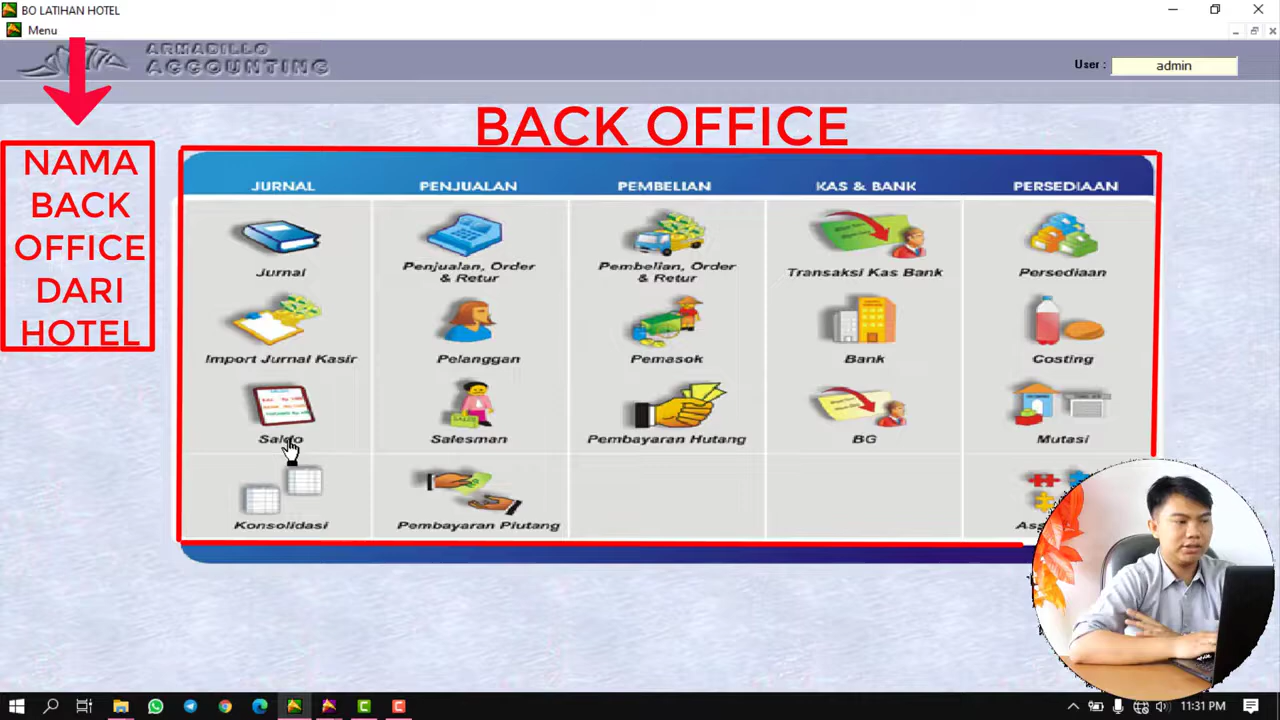 BO LATIHAN HOTEL
Menu
ARMADILLO
ACCOUNTING
User :
admin
BACK OFFICE
NAMA
BACK
OFFICE
DARI
HOTEL
JURNAL
PENJUALAN
PEMBELIAN
KAS & BANK
PERSEDIAAN
Jurnal
Penjualan, Order
& Retur
Pembelian, Order
& Retur
Transaksi Kas Bank
Persediaan
Import Jurnal Kasir
Pelanggan
Pemasok
Bank
Costing
Saldo
Salesman
Pembayaran Hutang
BG
Mutasi
Konsolidasi
Pembayaran Piutang
11:31 PM